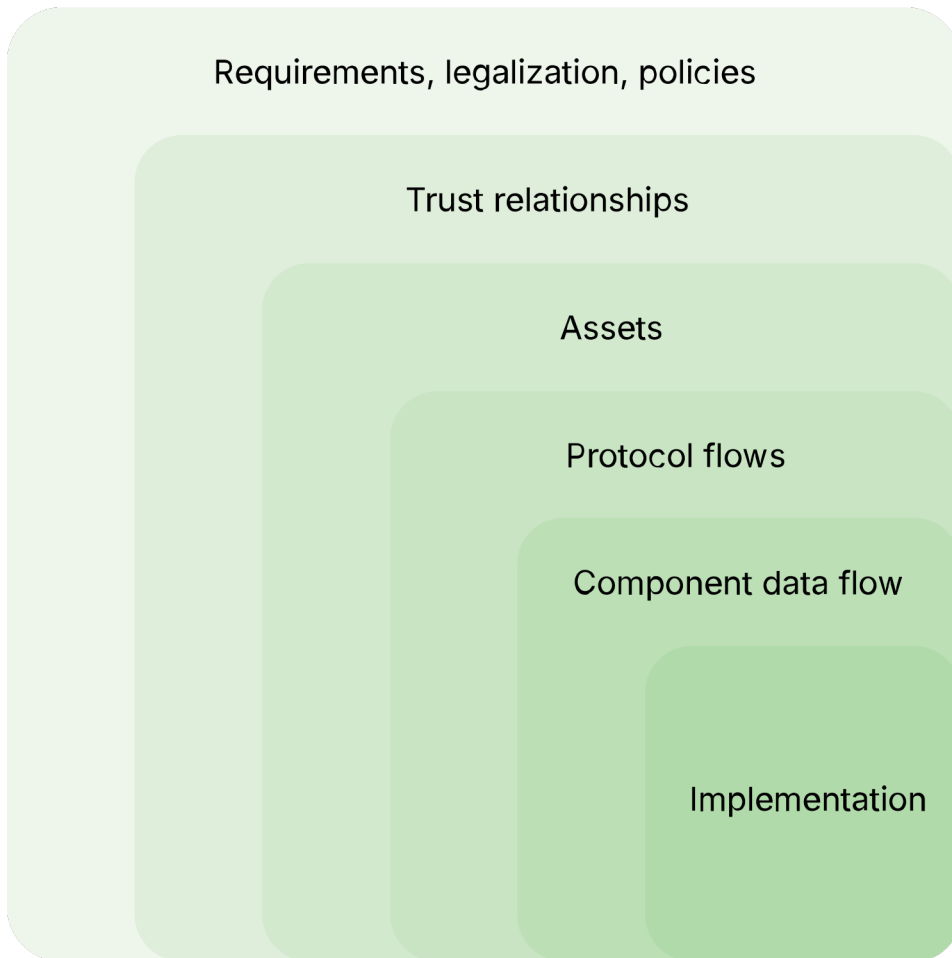 Requirements, legalization, policies
Trust relationships
Assets
Protocol flows
Component data flow
Implementation